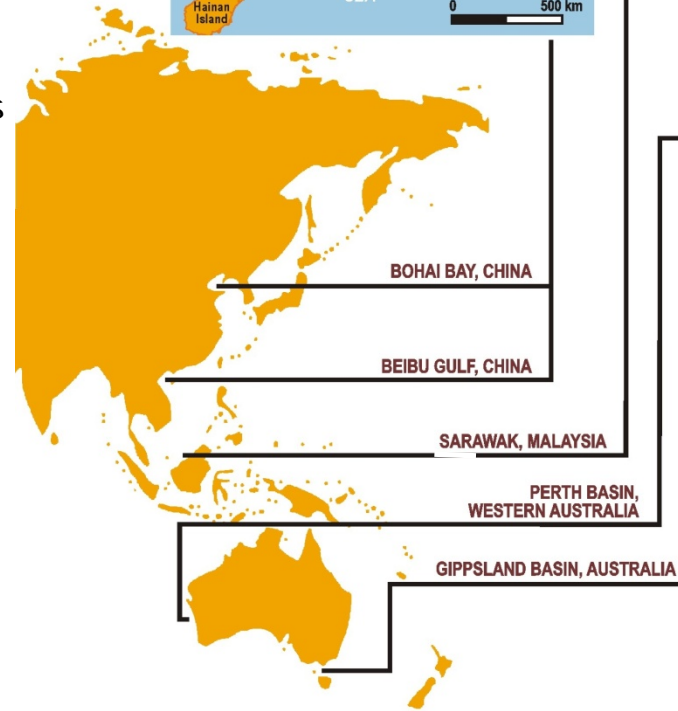 Hainan
Island
0 500 km
BOHAI BAY, CHINA
BEIBU GULF, CHINA
SARAWAK, MALAYSIA
PERTH BASIN,
WESTERN AUSTRALIA
GIPPSLAND BASIN, AUSTRALIA